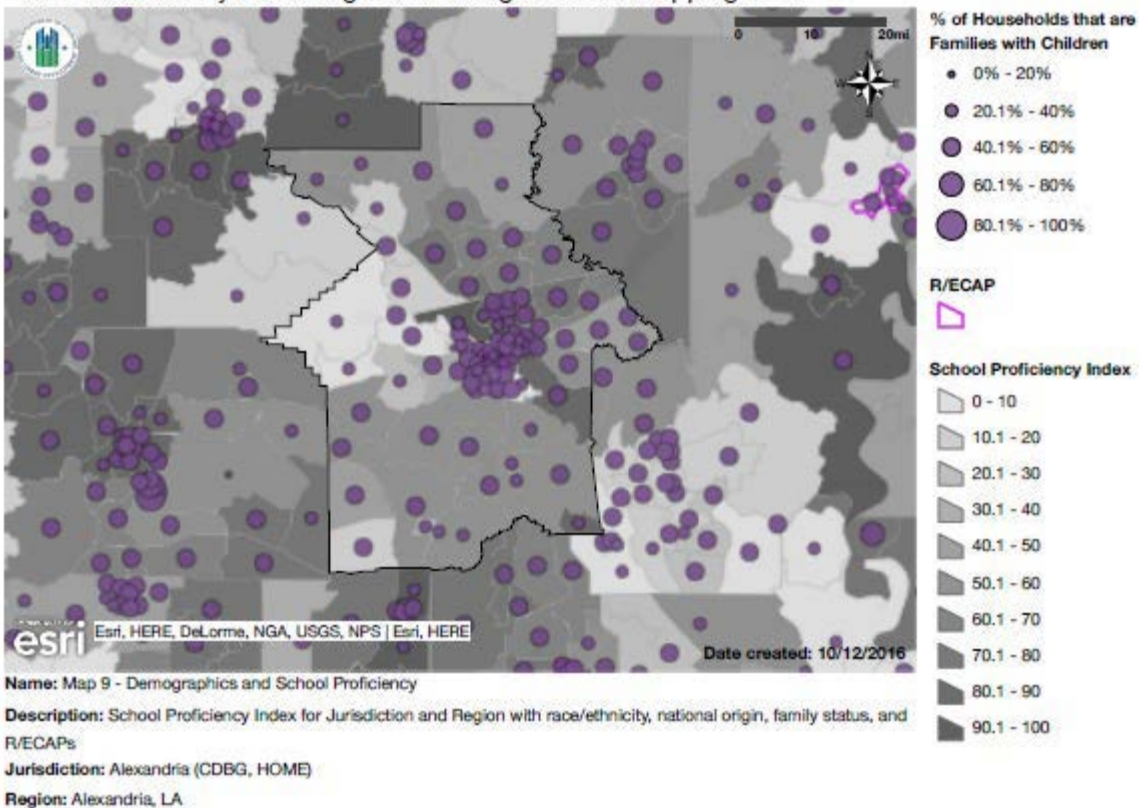 0 10 20mi
N
W E
S
esri
Esri, HERE, DeLorme, NGA, USGS, NPS | Esri, HERE
Date created: 10/12/2016
% of Households that are
Families with Children
0% - 20%
20.1% - 40%
40.1% - 60%
60.1% - 80%
80.1% - 100%
R/ECAP
School Proficiency Index
0 - 10
10.1 - 20
20.1 - 30
30.1 - 40
40.1 - 50
50.1 - 60
60.1 - 70
70.1 - 80
80.1 - 90
90.1 - 100
Name: Map 9 - Demographics and School Proficiency
Description: School Proficiency Index for Jurisdiction and Region with race/ethnicity, national origin, family status, and
R/ECAPs
Jurisdiction: Alexandria (CDBG, HOME)
Region: Alexandria, LA